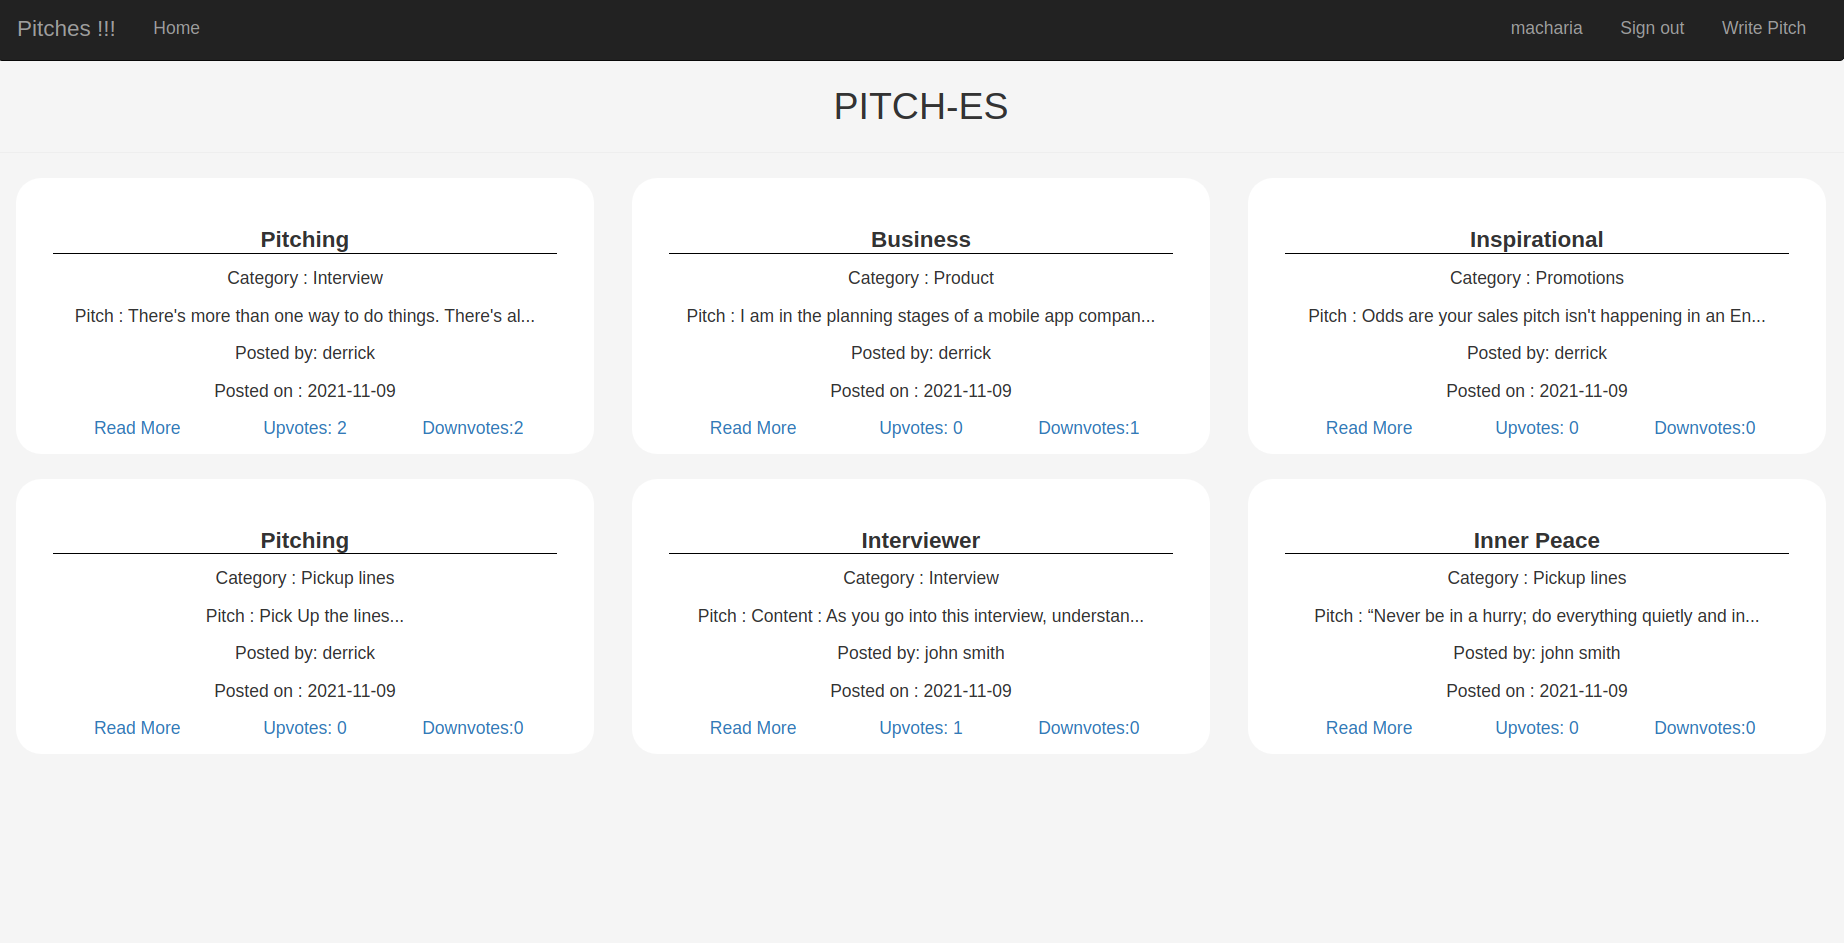 Pitches !!! Home macharia Sign out Write Pitch
PITCH-ES
Pitching
Category : Interview
Pitch : There's more than one way to do things. There's al...
Posted by: derrick
Posted on : 2021-11-09
Read More Upvotes: 2 Downvotes:2
Business
Category : Product
Pitch : I am in the planning stages of a mobile app compan...
Posted by: derrick
Posted on : 2021-11-09
Read More Upvotes: 0 Downvotes:1
Inspirational
Category : Promotions
Pitch : Odds are your sales pitch isn't happening in an En...
Posted by: derrick
Posted on : 2021-11-09
Read More Upvotes: 0 Downvotes:0
Pitching
Category : Pickup lines
Pitch : Pick Up the lines...
Posted by: derrick
Posted on : 2021-11-09
Read More Upvotes: 0 Downvotes:0
Interviewer
Category : Interview
Pitch : Content : As you go into this interview, understan...
Posted by: john smith
Posted on : 2021-11-09
Read More Upvotes: 1 Downvotes:0
Inner Peace
Category : Pickup lines
Pitch : “Never be in a hurry; do everything quietly and in...
Posted by: john smith
Posted on : 2021-11-09
Read More Upvotes: 0 Downvotes:0